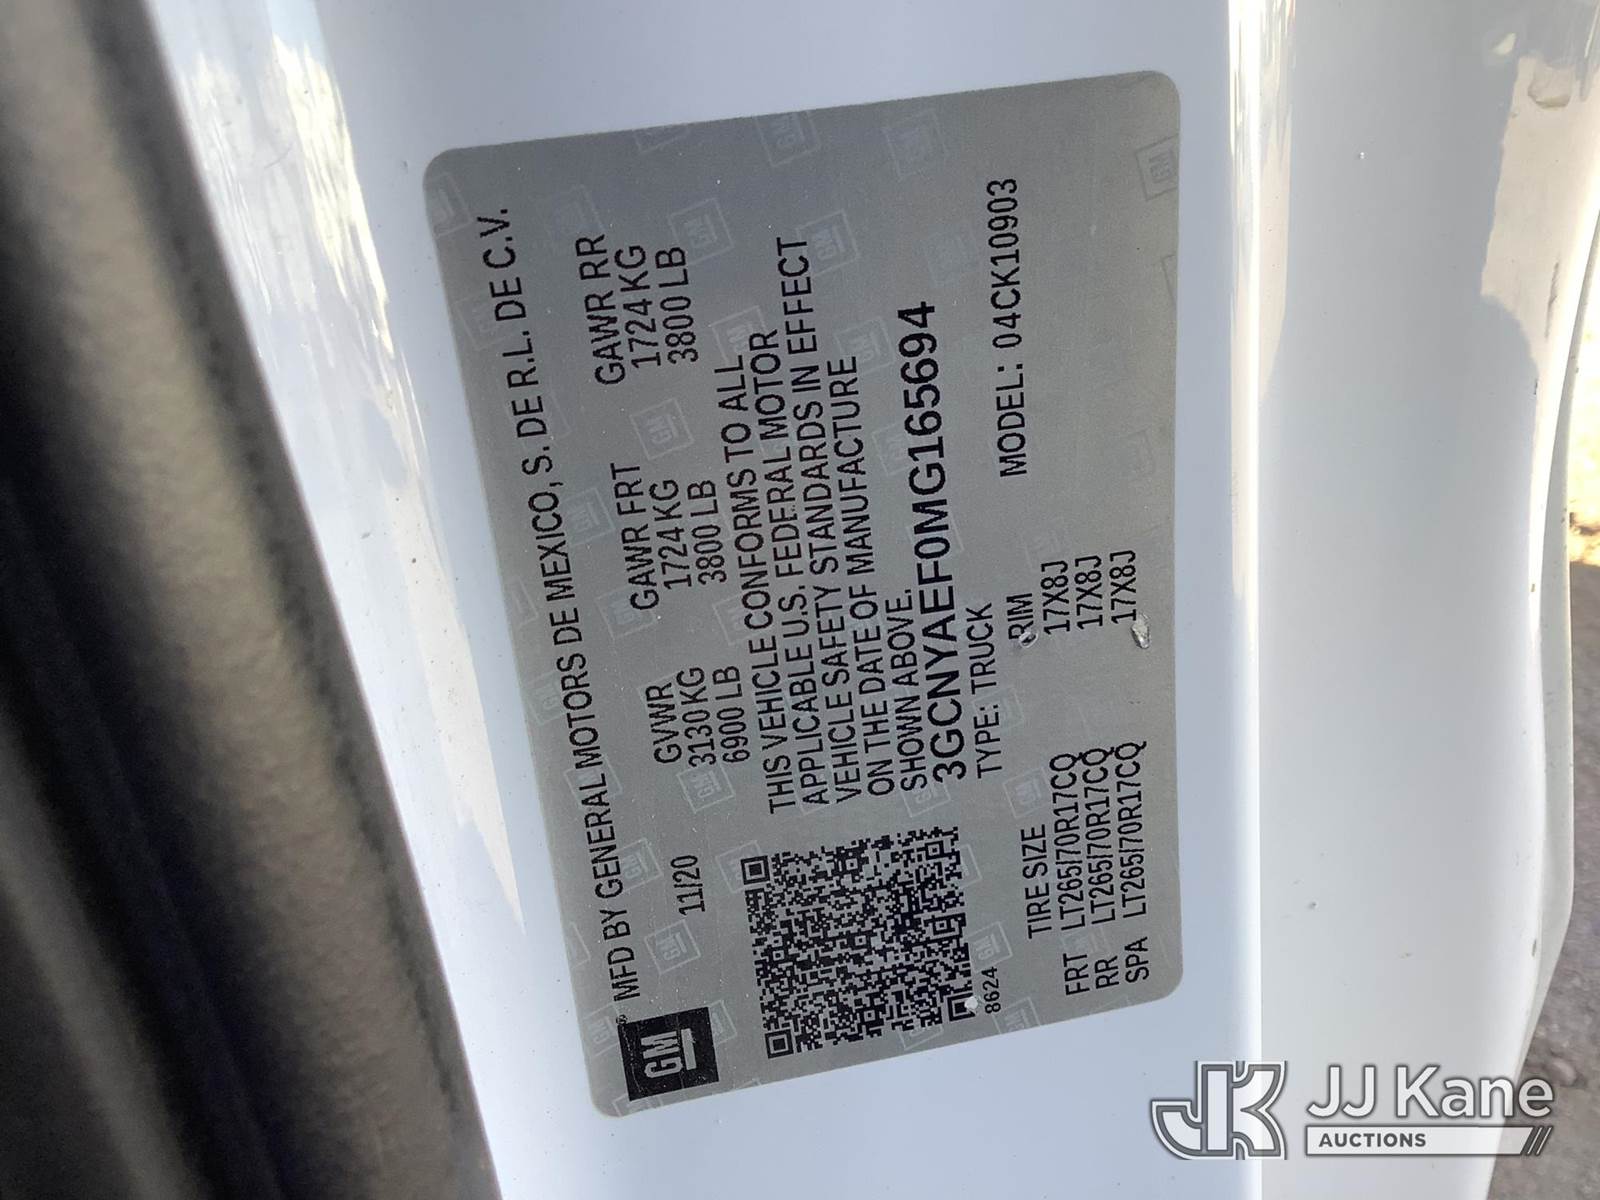 GM
MFD BY GENERAL MOTORS DE MEXICO, S. DE R.L. DE C.V.
11/20
GVWR GAWR FRT GAWR RR
3130 KG 1724 KG 1724 KG
6900 LB 3800 LB 3800 LB
THIS VEHICLE CONFORMS TO ALL
APPLICABLE U.S. FEDERAL MOTOR
VEHICLE SAFETY STANDARDS IN EFFECT
ON THE DATE OF MANUFACTURE
SHOWN ABOVE.
3GCNYAEF0MG165694
TYPE: TRUCK
MODEL: 04CK10903
8624
TIRE SIZE RIM
FRT LT265/70R17CQ 17X8J
RR LT265/70R17CQ 17X8J
SPA LT265/70R17CQ 17X8J
JK JJ Kane
AUCTIONS